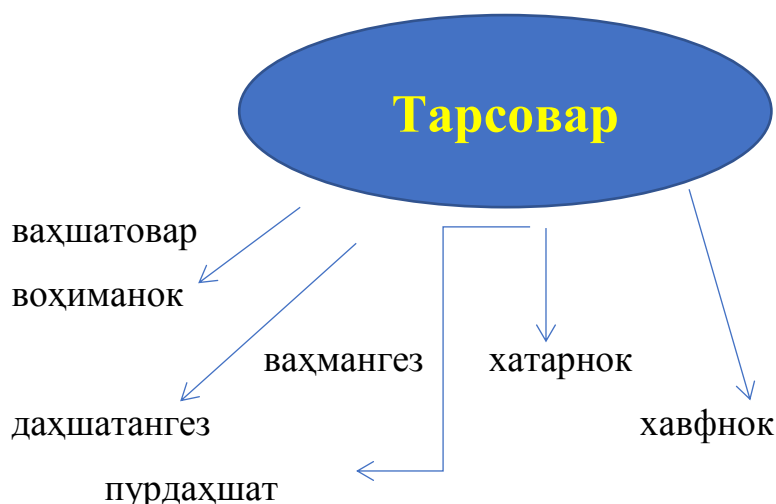 Тарсовар
ваҳшатовар
воҳиманок
ваҳмангез
хатарнок
даҳшатангез
хавфнок
пурдаҳшат